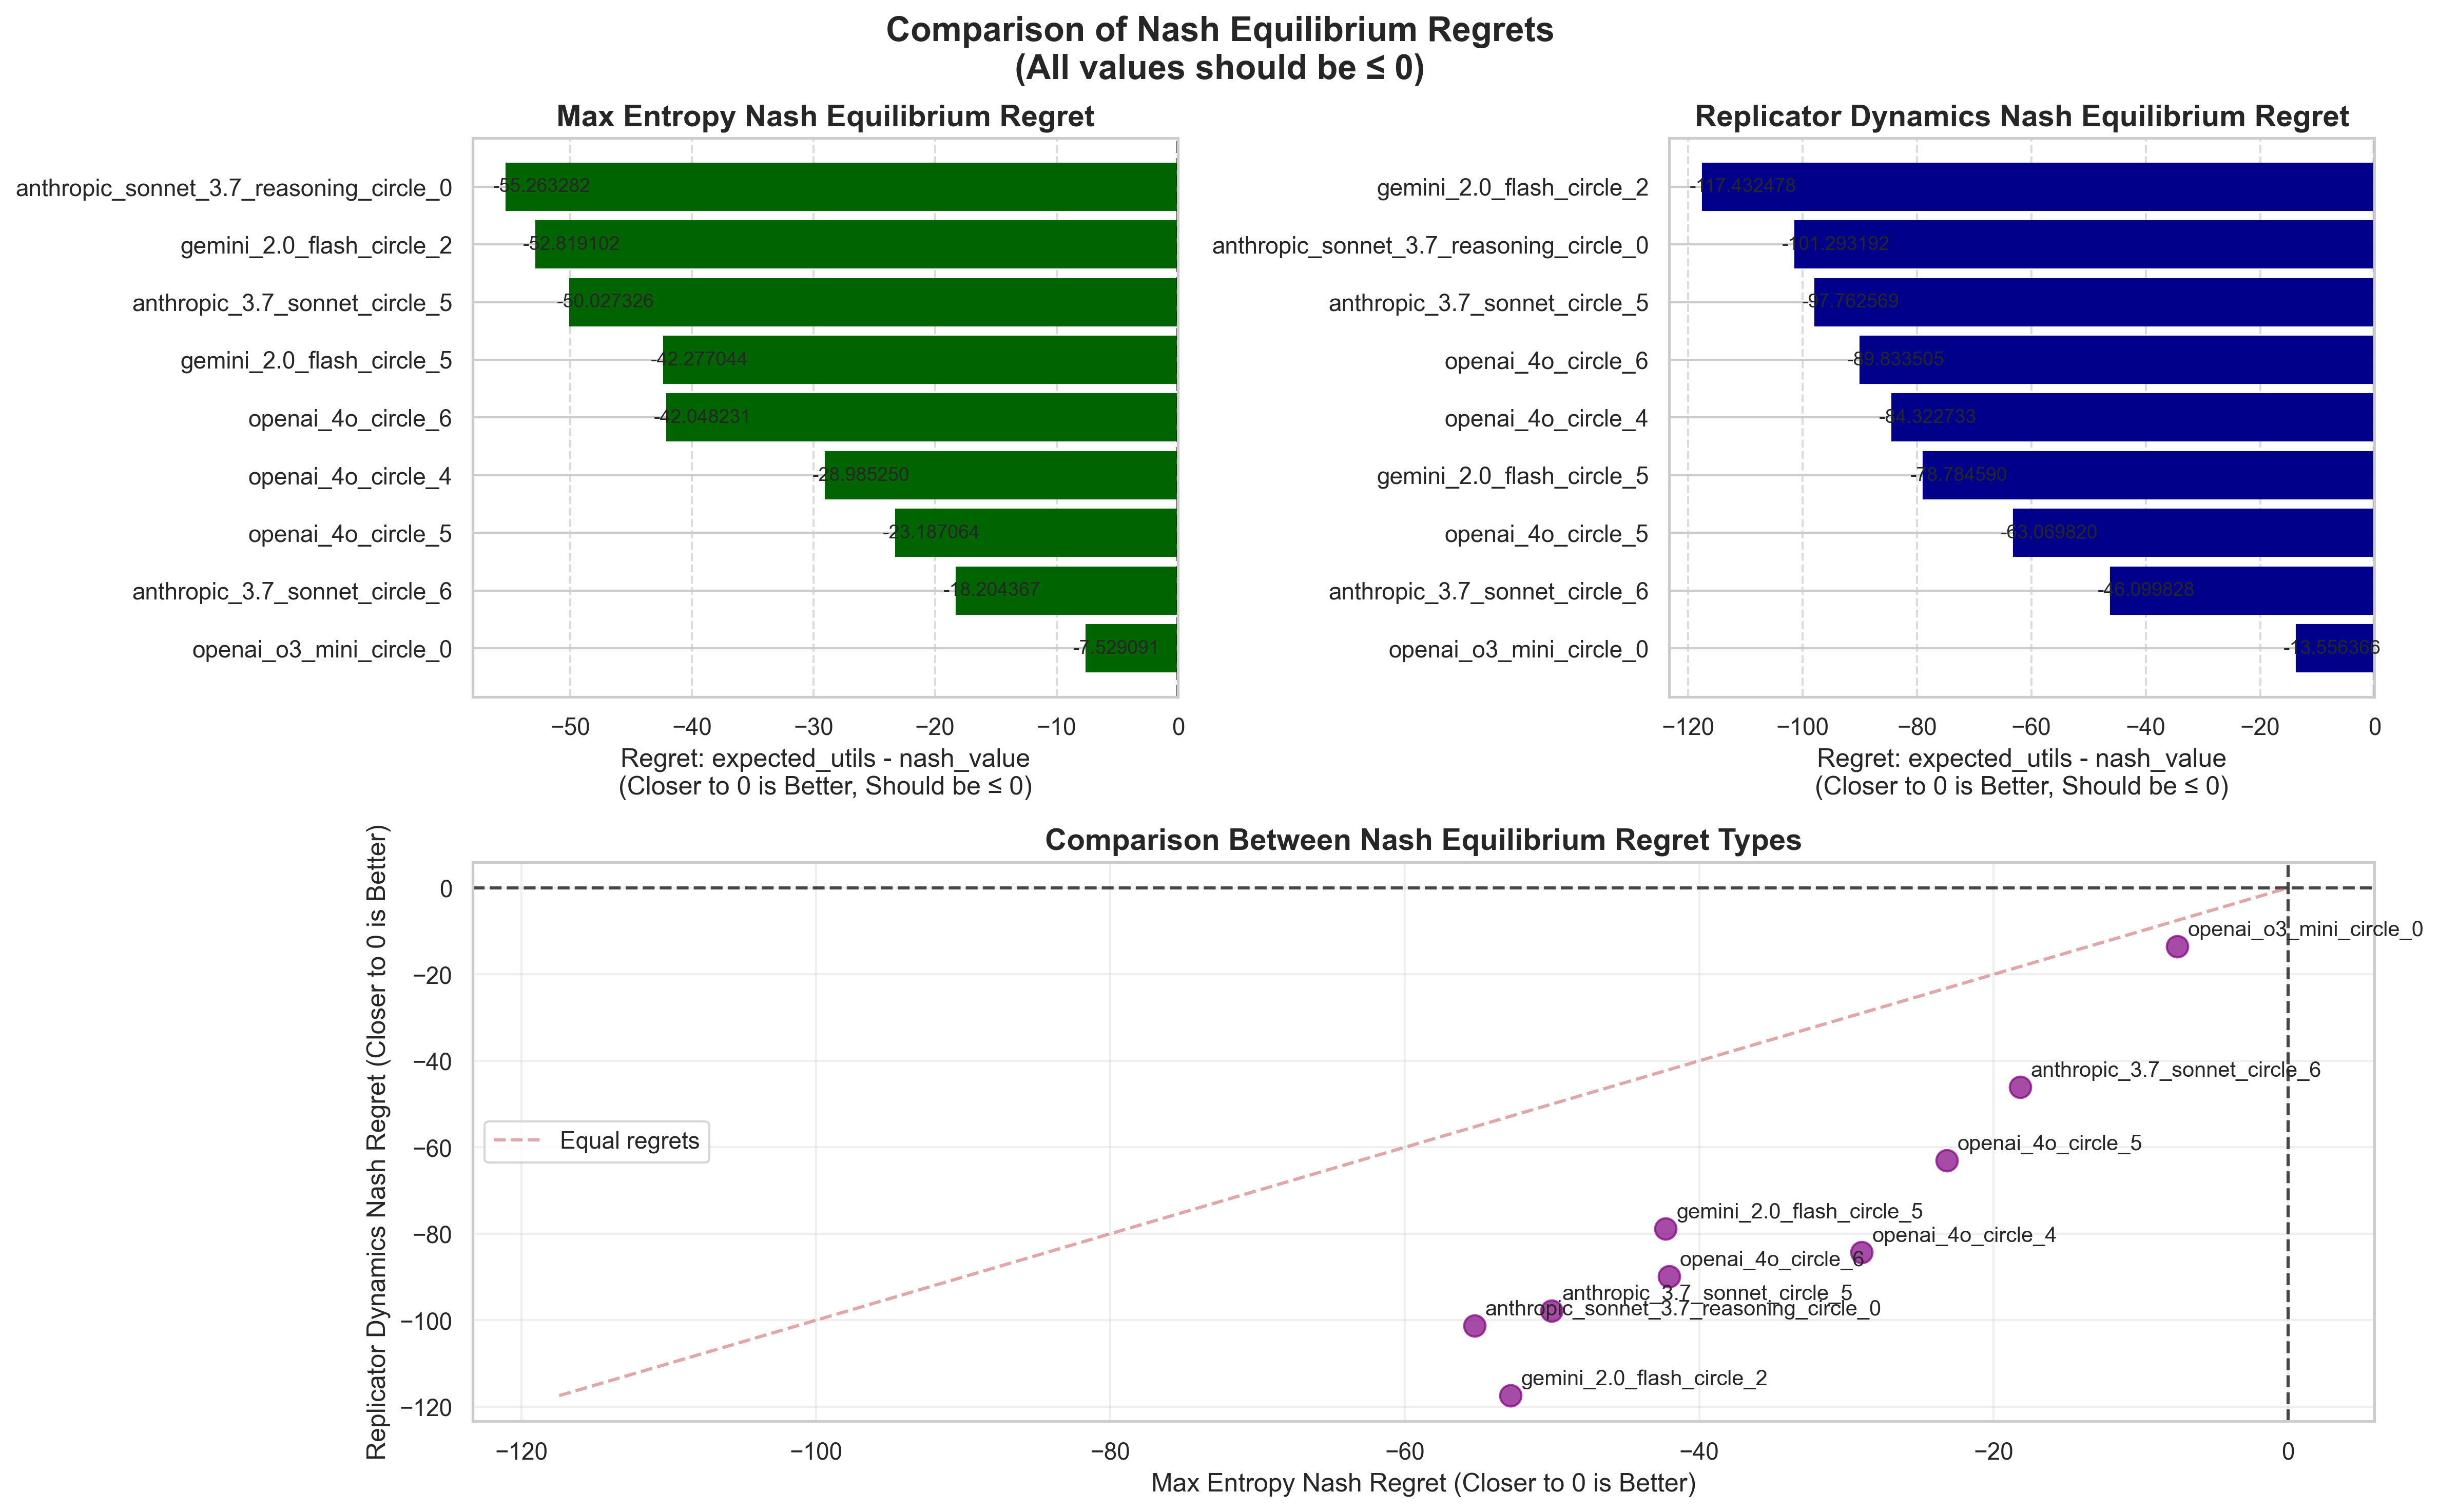 Comparison of Nash Equilibrium Regrets
(All values should be ≤ 0)
Max Entropy Nash Equilibrium Regret
anthropic_sonnet_3.7_reasoning_circle_0
-55.263282
gemini_2.0_flash_circle_2
-52.819102
anthropic_3.7_sonnet_circle_5
-50.027326
gemini_2.0_flash_circle_5
-42.277044
openai_4o_circle_6
-42.048231
openai_4o_circle_4
-28.985250
openai_4o_circle_5
-23.187064
anthropic_3.7_sonnet_circle_6
-18.204367
openai_o3_mini_circle_0
-7.529091
−50 −40 −30 −20 −10 0
Regret: expected_utils - nash_value
(Closer to 0 is Better, Should be ≤ 0)
Replicator Dynamics Nash Equilibrium Regret
gemini_2.0_flash_circle_2
-117.432478
anthropic_sonnet_3.7_reasoning_circle_0
-101.293192
anthropic_3.7_sonnet_circle_5
-97.762569
openai_4o_circle_6
-89.833505
openai_4o_circle_4
-84.322733
gemini_2.0_flash_circle_5
-78.784590
openai_4o_circle_5
-63.069820
anthropic_3.7_sonnet_circle_6
-46.099828
openai_o3_mini_circle_0
-13.556366
−120 −100 −80 −60 −40 −20 0
Regret: expected_utils - nash_value
(Closer to 0 is Better, Should be ≤ 0)
Comparison Between Nash Equilibrium Regret Types
Replicator Dynamics Nash Regret (Closer to 0 is Better)
0
−20
−40
−60
−80
−100
−120
Equal regrets
openai_o3_mini_circle_0
anthropic_3.7_sonnet_circle_6
openai_4o_circle_5
gemini_2.0_flash_circle_5
openai_4o_circle_4
openai_4o_circle_6
anthropic_3.7_sonnet_circle_5
anthropic_sonnet_3.7_reasoning_circle_0
gemini_2.0_flash_circle_2
−120 −100 −80 −60 −40 −20 0
Max Entropy Nash Regret (Closer to 0 is Better)